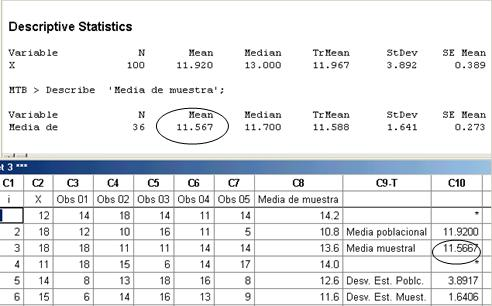 Descriptive Statistics
Variable N Mean Median TrMean StDev SE Mean
X 100 11.920 13.000 11.967 3.892 0.389
MTB > Describe 'Media de muestra';
Variable N Mean Median TrMean StDev SE Mean
Media de 36 11.567 11.700 11.588 1.641 0.273
et 3 ***
C1 C2 C3 C4 C5 C6 C7 C8 C9-T C10
i X Obs 01 Obs 02 Obs 03 Obs 04 Obs 05 Media de muestra
12 14 18 14 11 14 14.2 *
2 18 12 10 16 11 5 10.8 Media poblacional 11.9200
3 18 18 11 11 14 14 13.6 Media muestral 11.5667
4 11 18 15 6 14 17 14.0 *
5 14 8 13 18 16 8 12.6 Desv. Est. Poblc. 3.8917
6 15 6 14 16 13 9 11.6 Desv. Est. Muest. 1.6406